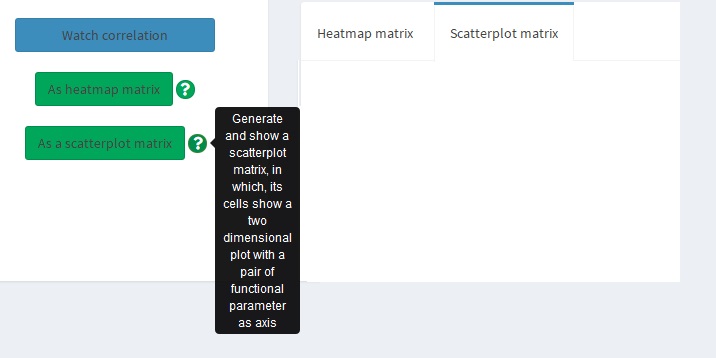 Watch correlation
As heatmap matrix
?
As a scatterplot matrix
?
Generate
and show a
scatterplot
matrix, in
which, its
cells show a
two
dimensional
plot with a
pair of
functional
parameter
as axis
Heatmap matrix
Scatterplot matrix